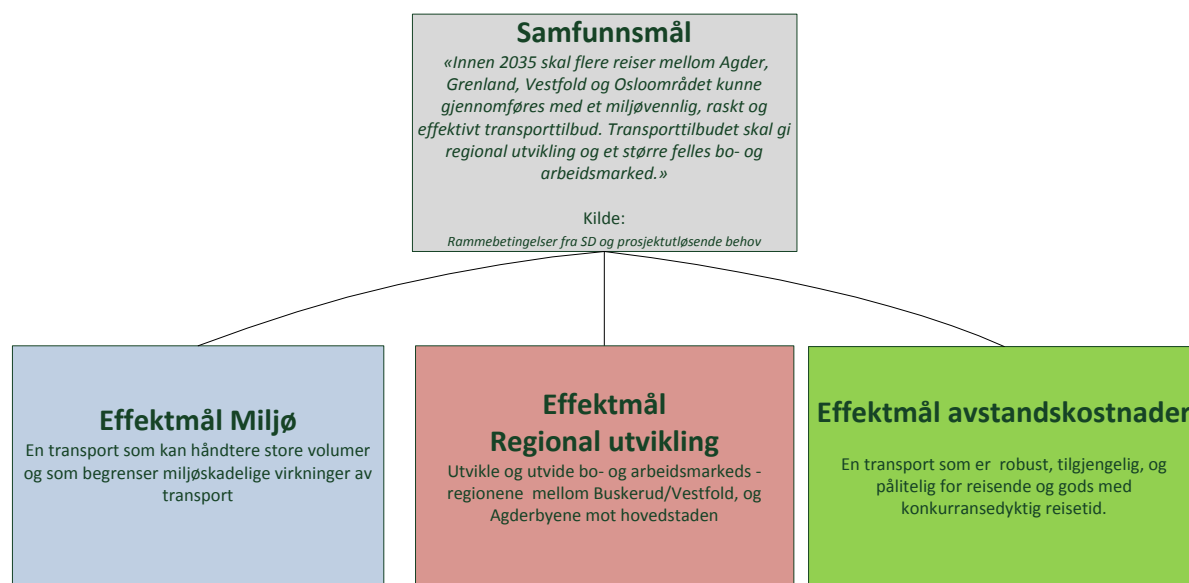 Samfunnsmål
«Innen 2035 skal flere reiser mellom Agder,
Grenland, Vestfold og Osloområdet kunne
gjennomføres med et miljøvennlig, raskt og
effektivt transporttilbud. Transporttilbudet skal gi
regional utvikling og et større felles bo- og
arbeidsmarked.»
Kilde:
Rammebetingelser fra SD og prosjektutløsende behov
Effektmål Miljø
En transport som kan håndtere store volumer
og som begrenser miljøskadelige virkninger av
transport
Effektmål
Regional utvikling
Utvikle og utvide bo- og arbeidsmarkeds -
regionene mellom Buskerud/Vestfold, og
Agderbyene mot hovedstaden
Effektmål avstandskostnader
En transport som er robust, tilgjengelig, og
pålitelig for reisende og gods med
konkurransedyktig reisetid.